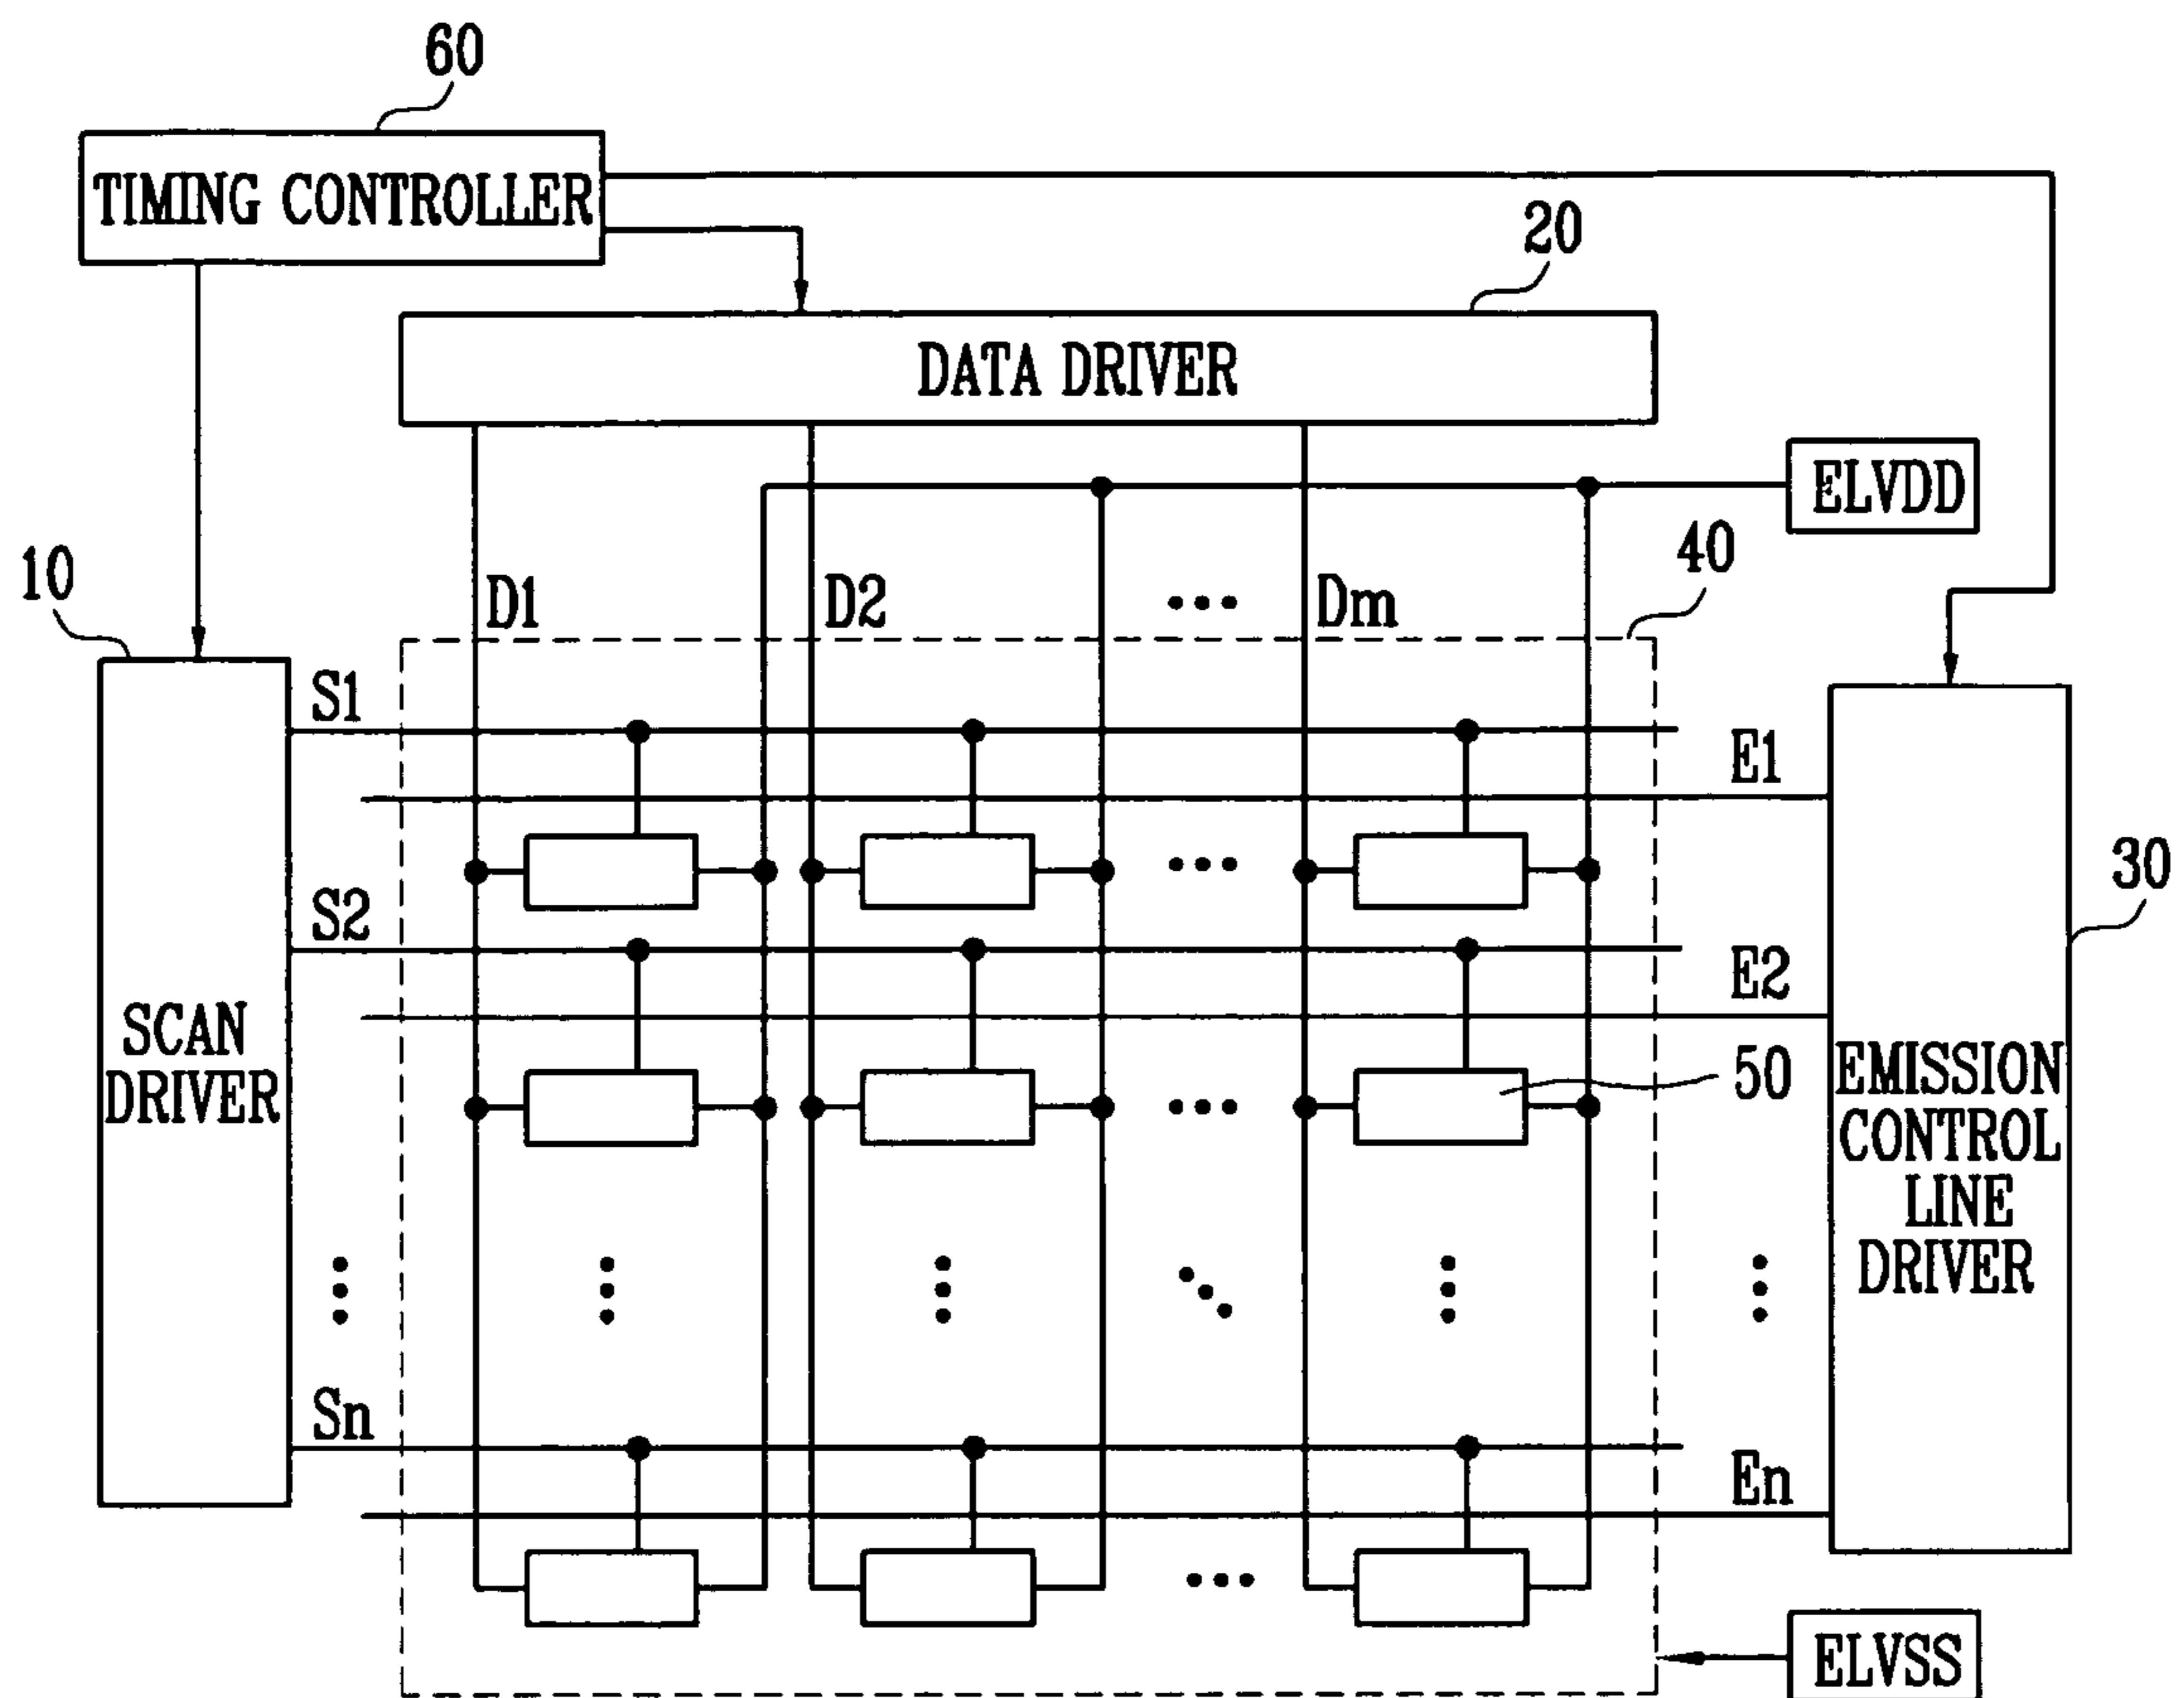 60
TIMING CONTROLLER
20
DATA DRIVER
ELVDD
40
10
D1
D2
Dm
S1
E1
30
S2
E2
SCAN
DRIVER
50
EMISSION
CONTROL
LINE
DRIVER
Sn
En
ELVSS